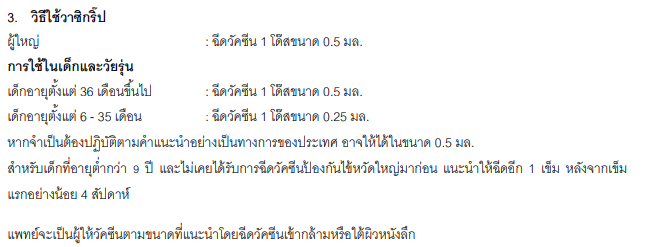 3. วิธีใช้วาซิกริ๊ป
ผู้ใหญ่ : ฉีดวัคซีน 1 โด๊สขนาด 0.5 มล.
การใช้ในเด็กและวัยรุ่น
เด็กอายุตั้งแต่ 36 เดือนขึ้นไป : ฉีดวัคซีน 1 โด๊สขนาด 0.5 มล.
เด็กอายุตั้งแต่ 6 - 35 เดือน : ฉีดวัคซีน 1 โด๊สขนาด 0.25 มล.
หากจำเป็นต้องปฏิบัติตามคำแนะนำอย่างเป็นทางการของประเทศ อาจให้ได้ในขนาด 0.5 มล.
สำหรับเด็กที่อายุต่ำกว่า 9 ปี และไม่เคยได้รับการฉีดวัคซีนป้องกันไข้หวัดใหญ่มาก่อน แนะนำให้ฉีดอีก 1 เข็ม หลังจากเข็ม
แรกอย่างน้อย 4 สัปดาห์
แพทย์จะเป็นผู้ให้วัคซีนตามขนาดที่แนะนำโดยฉีดวัคซีนเข้ากล้ามหรือใต้ผิวหนังลึก